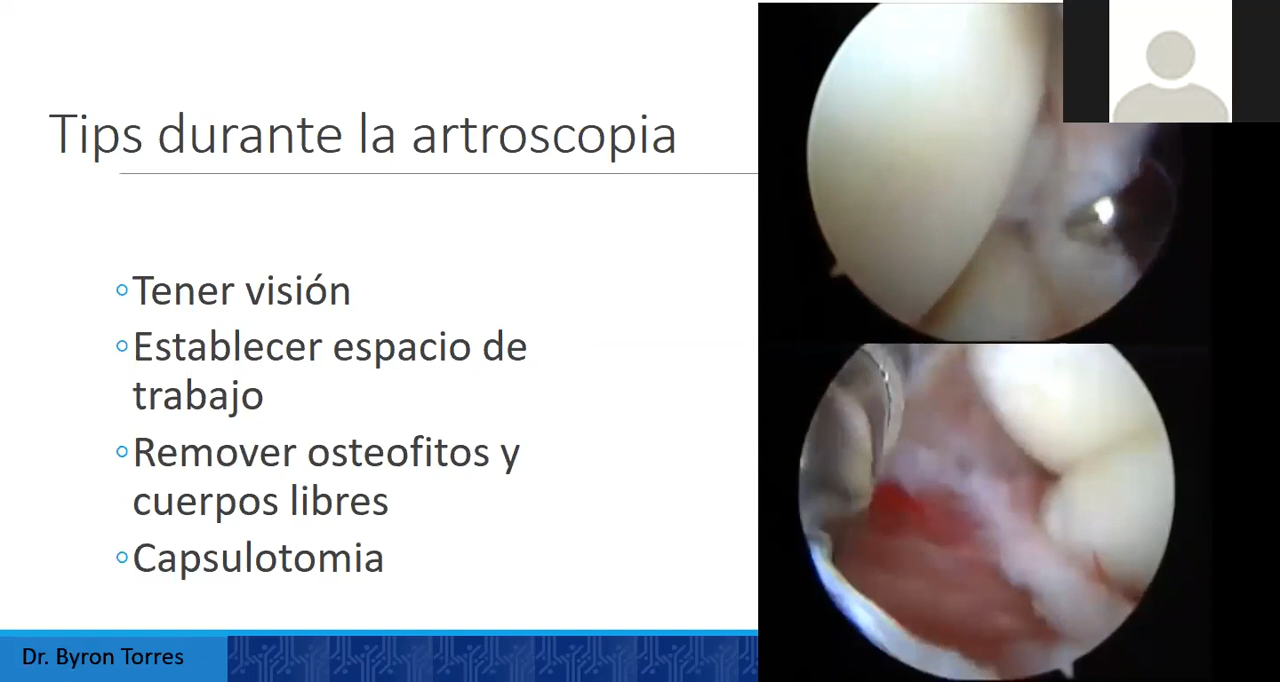 Tips durante la artroscopia
Tener visión
Establecer espacio de
trabajo
Remover osteofitos y
cuerpos libres
Capsulotomia
Dr. Byron Torres